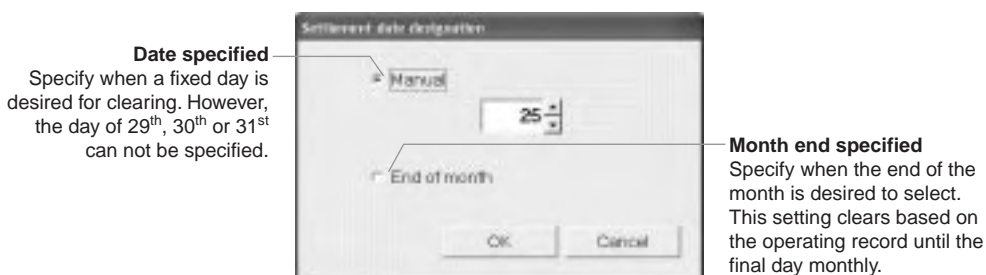 Settlement date designation
Date specified
Specify when a fixed day is
desired for clearing. However,
the day of 29th, 30th or 31st
can not be specified.
Manual
25
End of month
OK
Cancel
Month end specified
Specify when the end of the
month is desired to select.
This setting clears based on
the operating record until the
final day monthly.